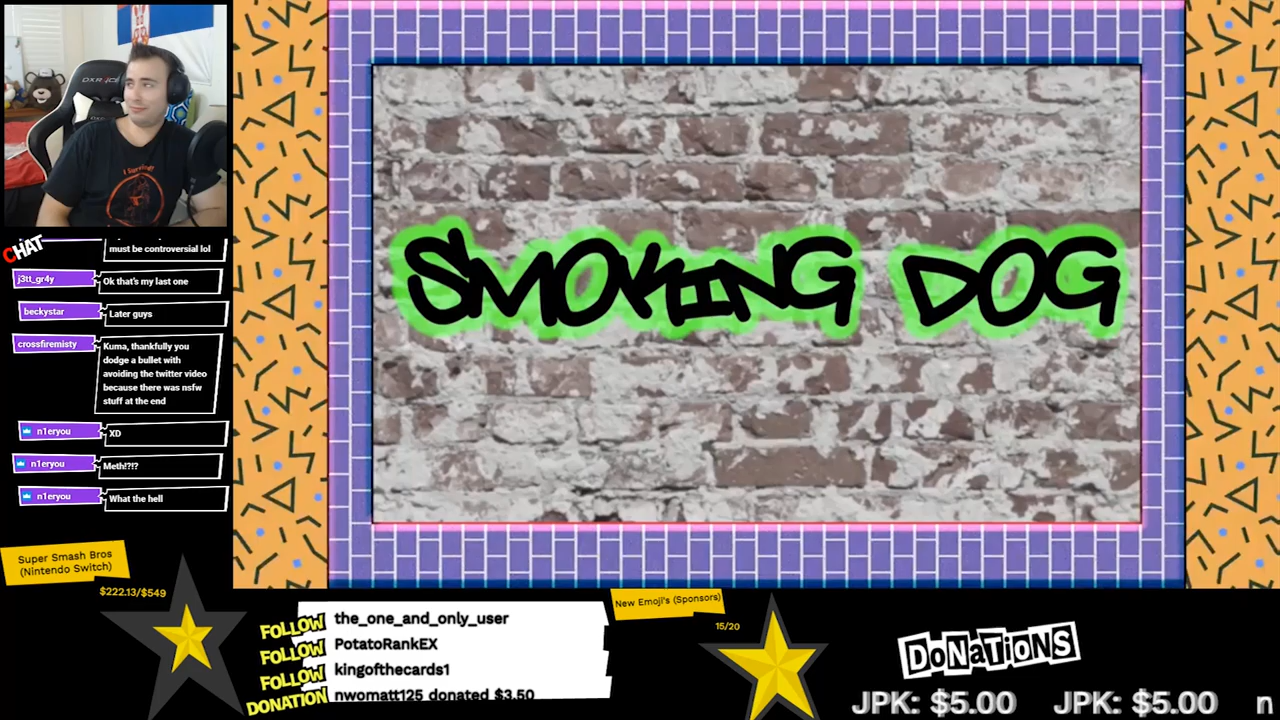 DXRACER
I Survived!
SMOKING DOG
CHAT
must be controversial lol
j3tt_gr4y
Ok that's my last one
beckystar
Later guys
crossfiremisty
Kuma, thankfully you
dodge a bullet with
avoiding the twitter video
because there was nsfw
stuff at the end
n1eryou
XD
n1eryou
Meth!?!?
n1eryou
What the hell
Super Smash Bros
(Nintendo Switch)
$222.13/$549
FOLLOW the_one_and_only_user
FOLLOW PotatoRankEX
FOLLOW kingofthecards1
DONATION nwomatt125 donated $3.50
New Emoji's (Sponsors)
15/20
DoNaTiONS
JPK: $5.00 JPK: $5.00 n